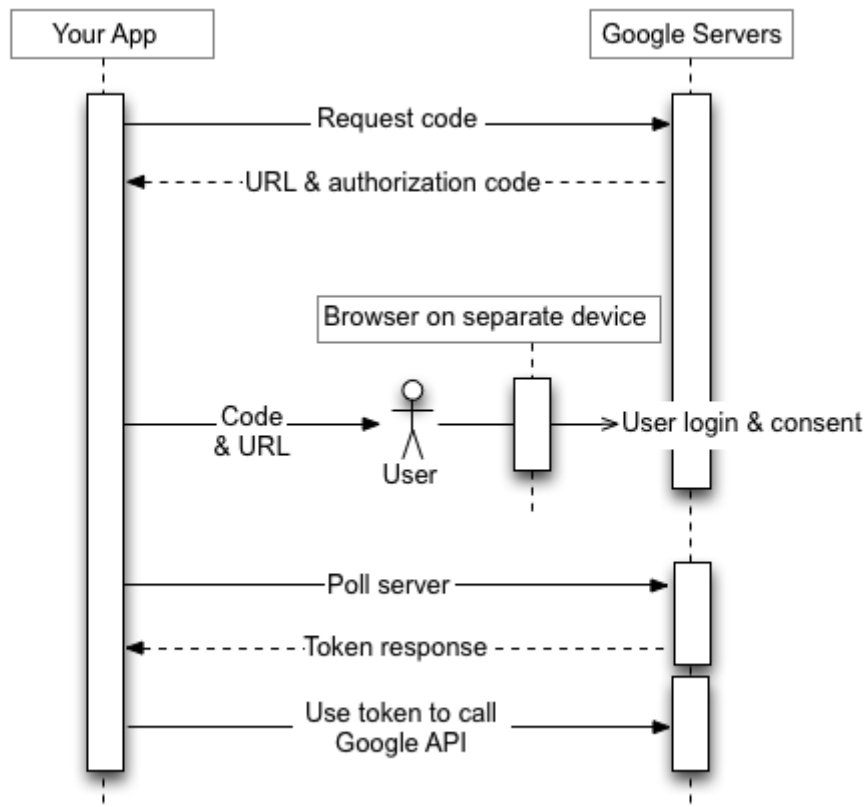 Your App
Google Servers
Request code
URL & authorization code
Browser on separate device
Code
& URL
User
User login & consent
Poll server
Token response
Use token to call
Google API